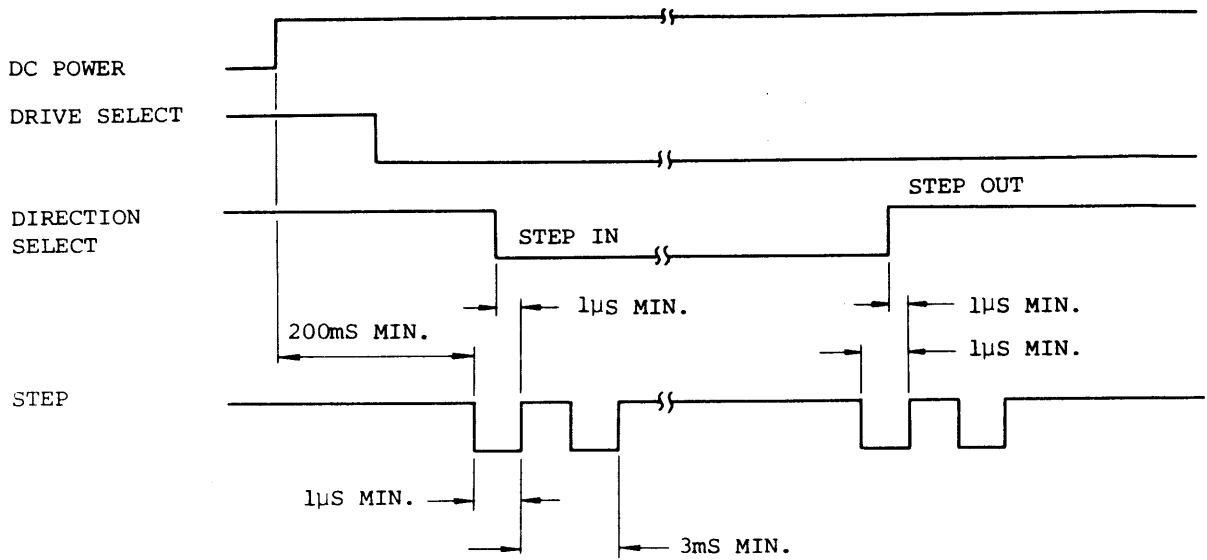 DC POWER
DRIVE SELECT
STEP OUT
DIRECTION
SELECT
STEP IN
1µS MIN.
1µS MIN.
200mS MIN.
1µS MIN.
STEP
1µS MIN.
3mS MIN.